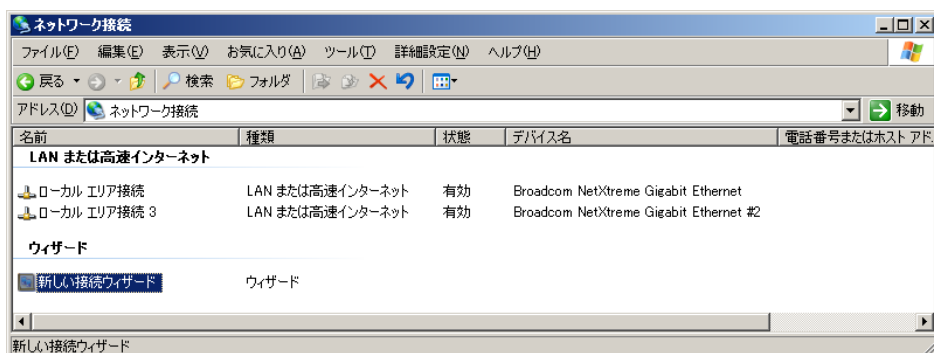 ネットワーク接続
ファイル(F) 編集(E) 表示(V) お気に入り(A) ツール(T) 詳細設定(N) ヘルプ(H)
戻る 検索 フォルダ
アドレス(D) ネットワーク接続 移動
名前 種類 状態 デバイス名 電話番号またはホスト アド
LAN または高速インターネット
ローカル エリア接続 LAN または高速インターネット 有効 Broadcom NetXtreme Gigabit Ethernet
ローカル エリア接続 3 LAN または高速インターネット 有効 Broadcom NetXtreme Gigabit Ethernet #2
ウィザード
新しい接続ウィザード ウィザード
新しい接続ウィザード